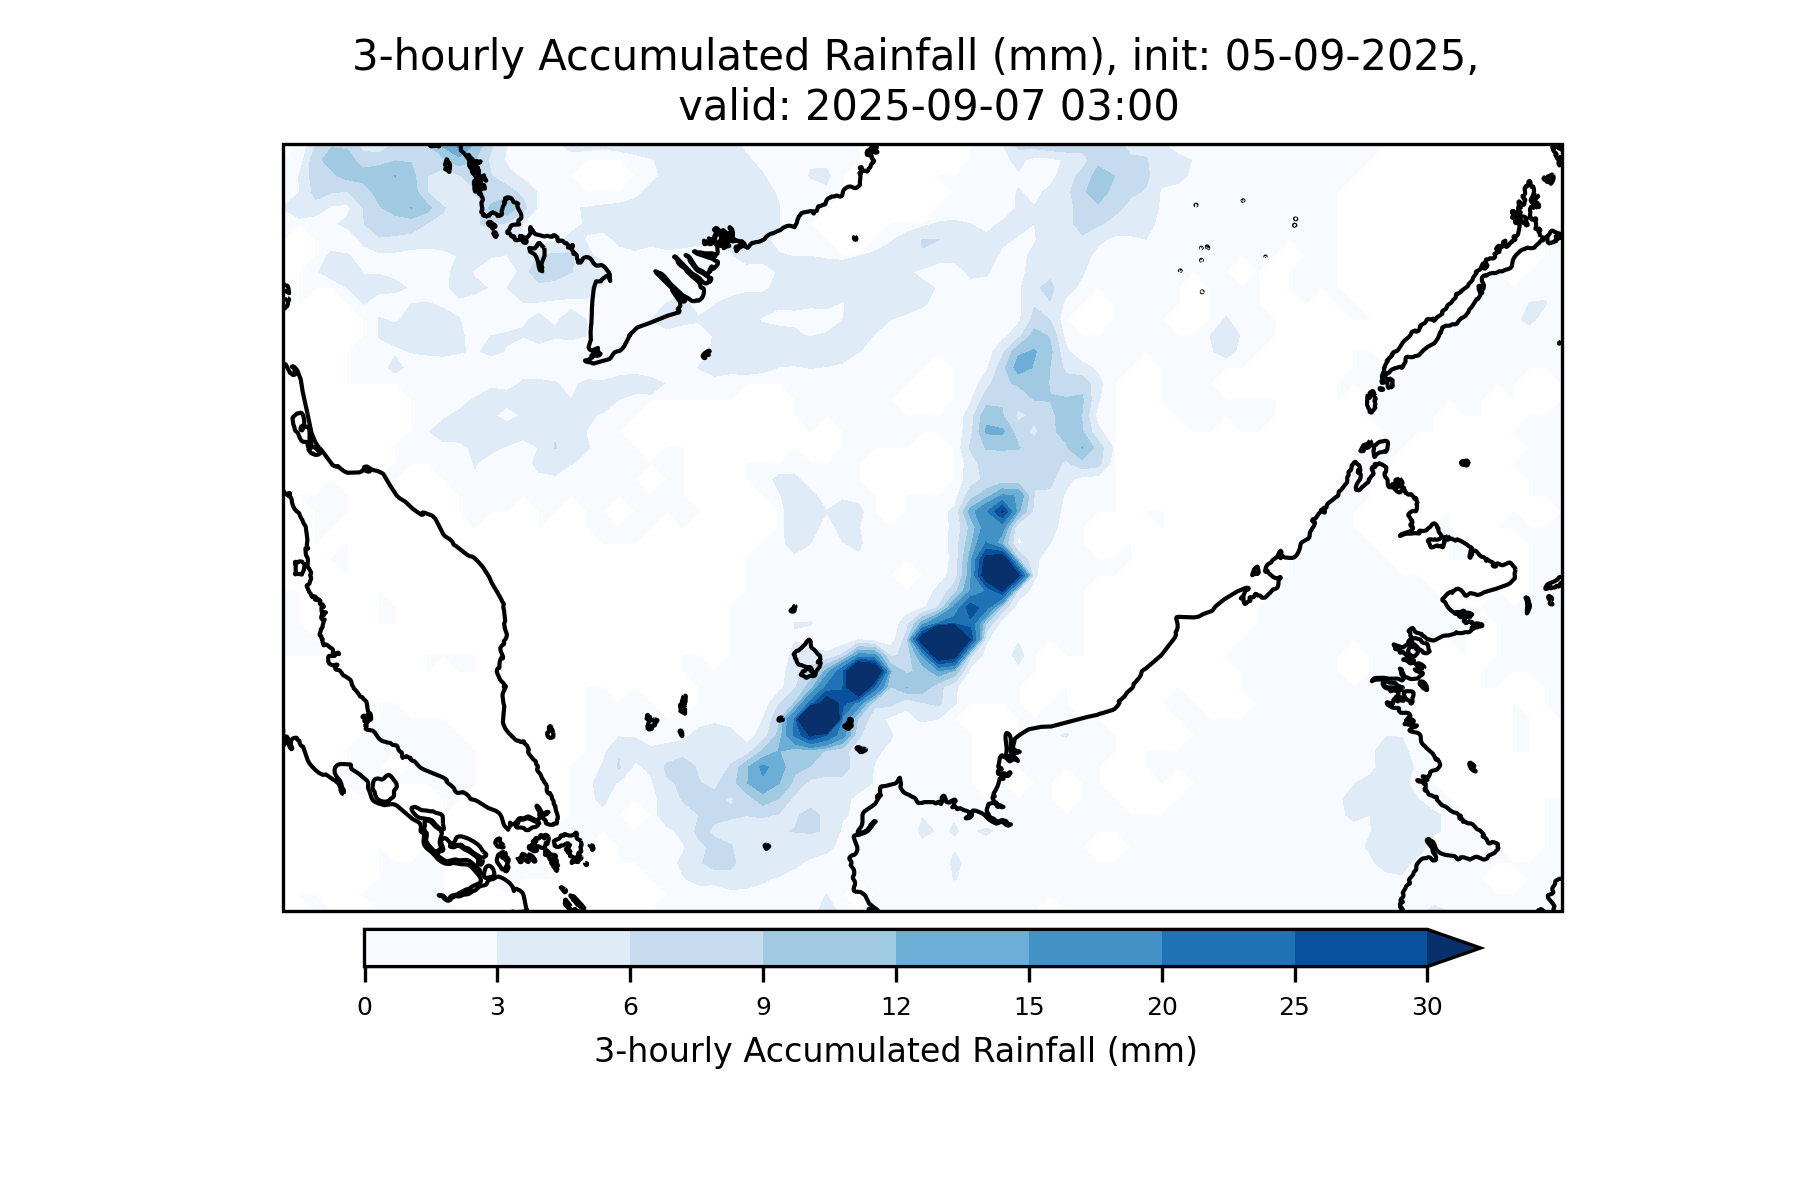 3-hourly Accumulated Rainfall (mm), init: 05-09-2025,
valid: 2025-09-07 03:00
0 3 6 9 12 15 20 25 30
3-hourly Accumulated Rainfall (mm)